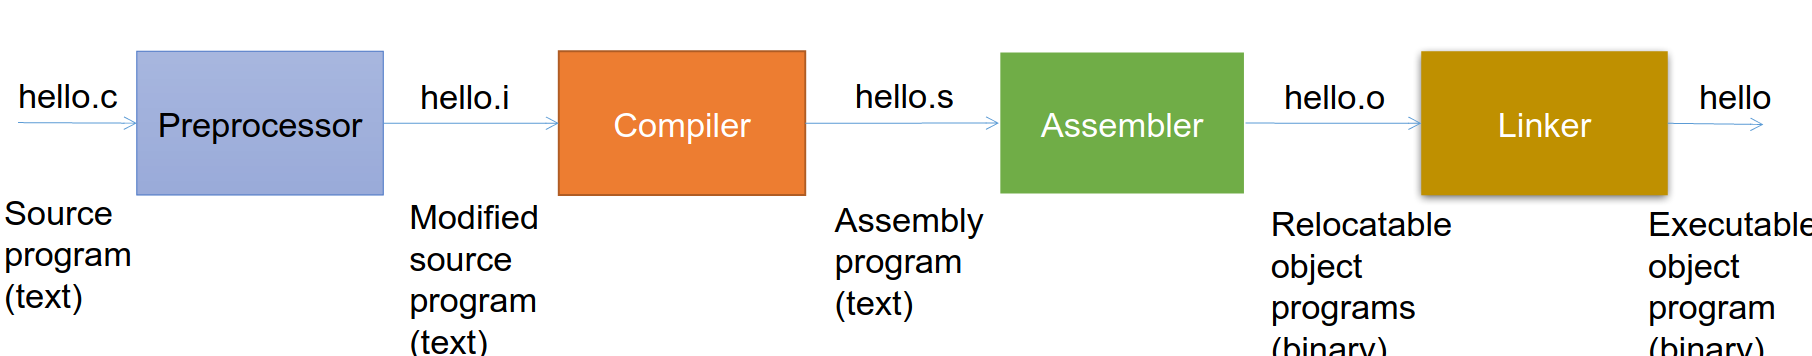 hello.c
Preprocessor
hello.i
Compiler
hello.s
Assembler
hello.o
Linker
hello
Source
program
(text)
Modified
source
program
(text)
Assembly
program
(text)
Relocatable
object
programs
(binary)
Executable
object
program
(binary)